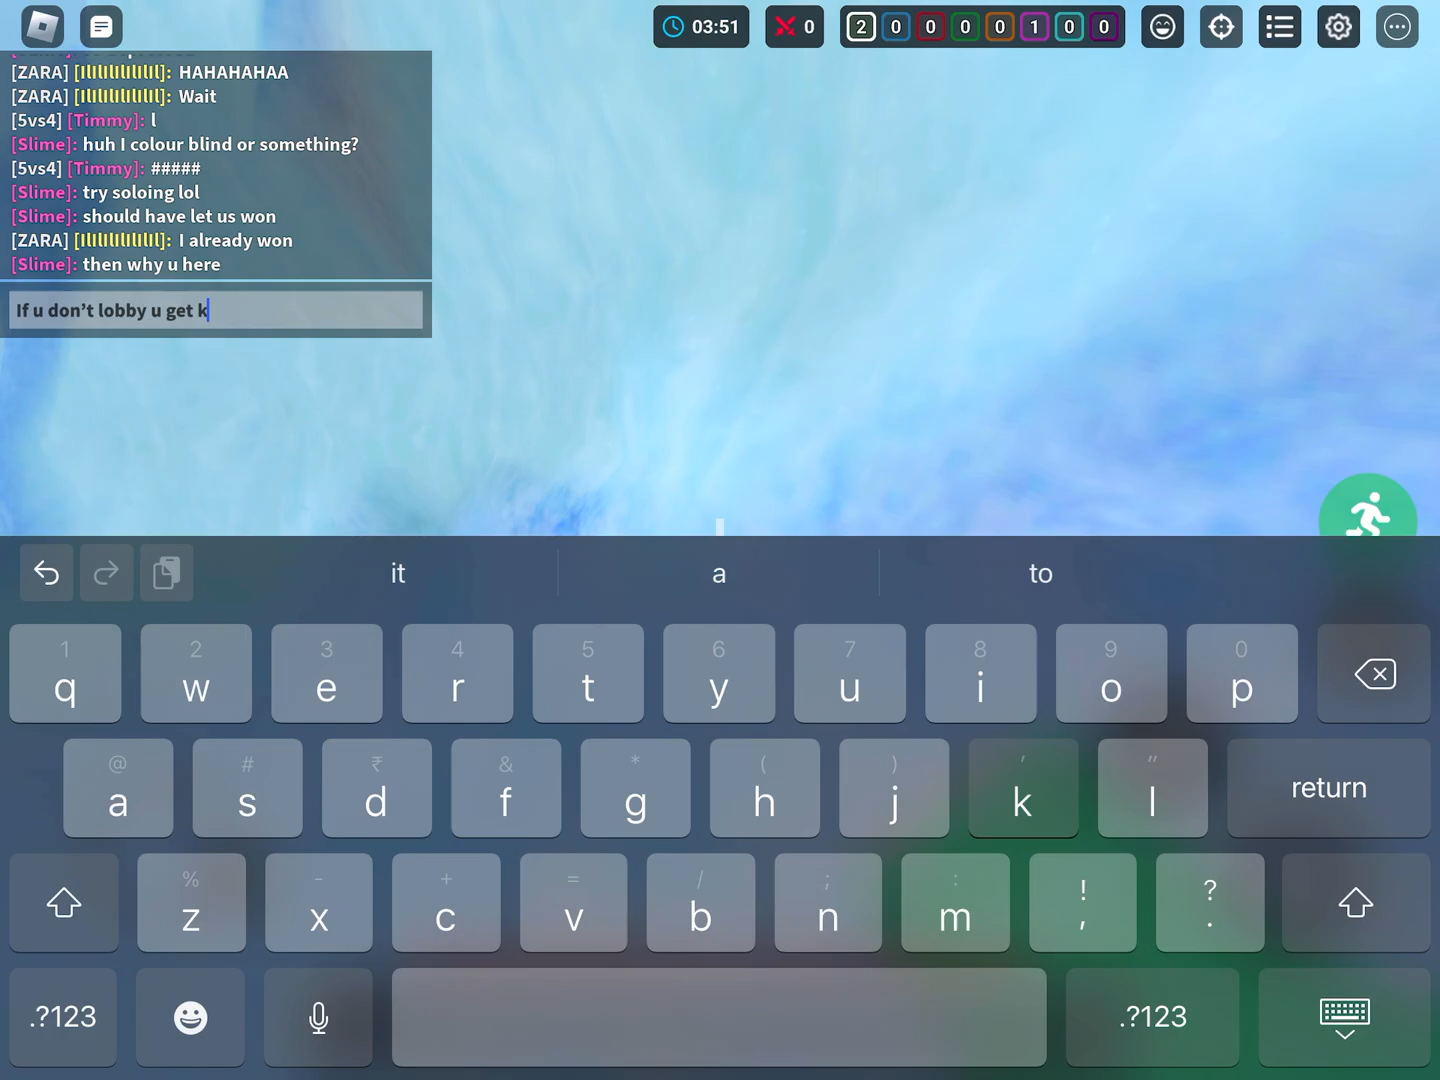 03:51
0
2 0 0 0 0 1 0 0
[ZARA] [IlIlIlIlIlIlIl]: HAHAHAHAA
[ZARA] [IlIlIlIlIlIlIl]: Wait
[5vs4] [Timmy]: l
[Slime]: huh I colour blind or something?
[5vs4] [Timmy]: #####
[Slime]: try soloing lol
[Slime]: should have let us won
[ZARA] [IlIlIlIlIlIlIl]: I already won
[Slime]: then why u here
If u don’t lobby u get k
it a to
1 2 3 4 5 6 7 8 9 0
q w e r t y u i o p
@ # ₹ & * ( ) ' "
a s d f g h j k l return
% - + = / ; : ! ?
z x c v b n m , .
.?123 .?123